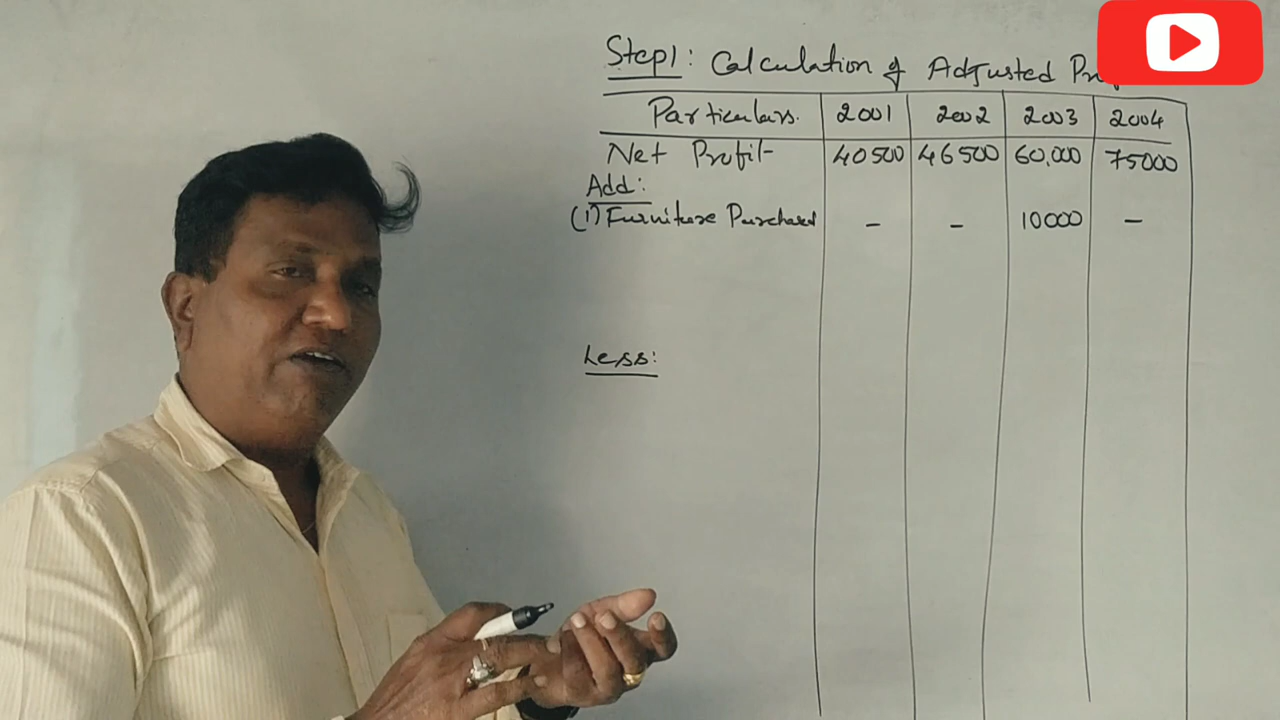 Step1: Calculation of Adjusted
Particulars. 2001 2002 2003 2004
Net Profit 40500 46500 60,000 75000
Add:
(1) Furniture Purchased - - 10000 -
Less: